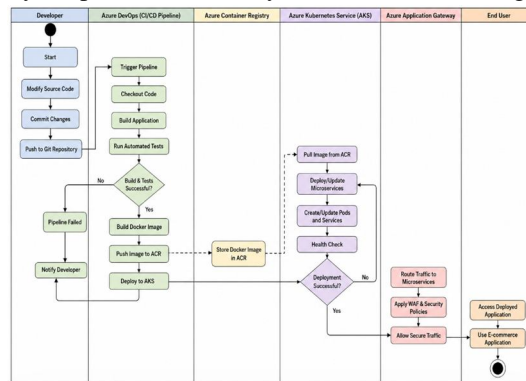 Developer
Azure DevOps (CI/CD Pipeline)
Azure Container Registry
Azure Kubernetes Service (AKS)
Azure Application Gateway
End User
Start
Modify Source Code
Commit Changes
Push to Git Repository
Trigger Pipeline
Checkout Code
Build Application
Run Automated Tests
Build & Tests
Successful?
No
Yes
Pipeline Failed
Notify Developer
Build Docker Image
Push Image to ACR
Deploy to AKS
Store Docker Image
in ACR
Pull Image from ACR
Deploy/Update
Microservices
Create/Update Pods
and Services
Health Check
Deployment
Successful?
No
Yes
Route Traffic to
Microservices
Apply WAF & Security
Policies
Allow Secure Traffic
Access Deployed
Application
Use E-commerce
Application